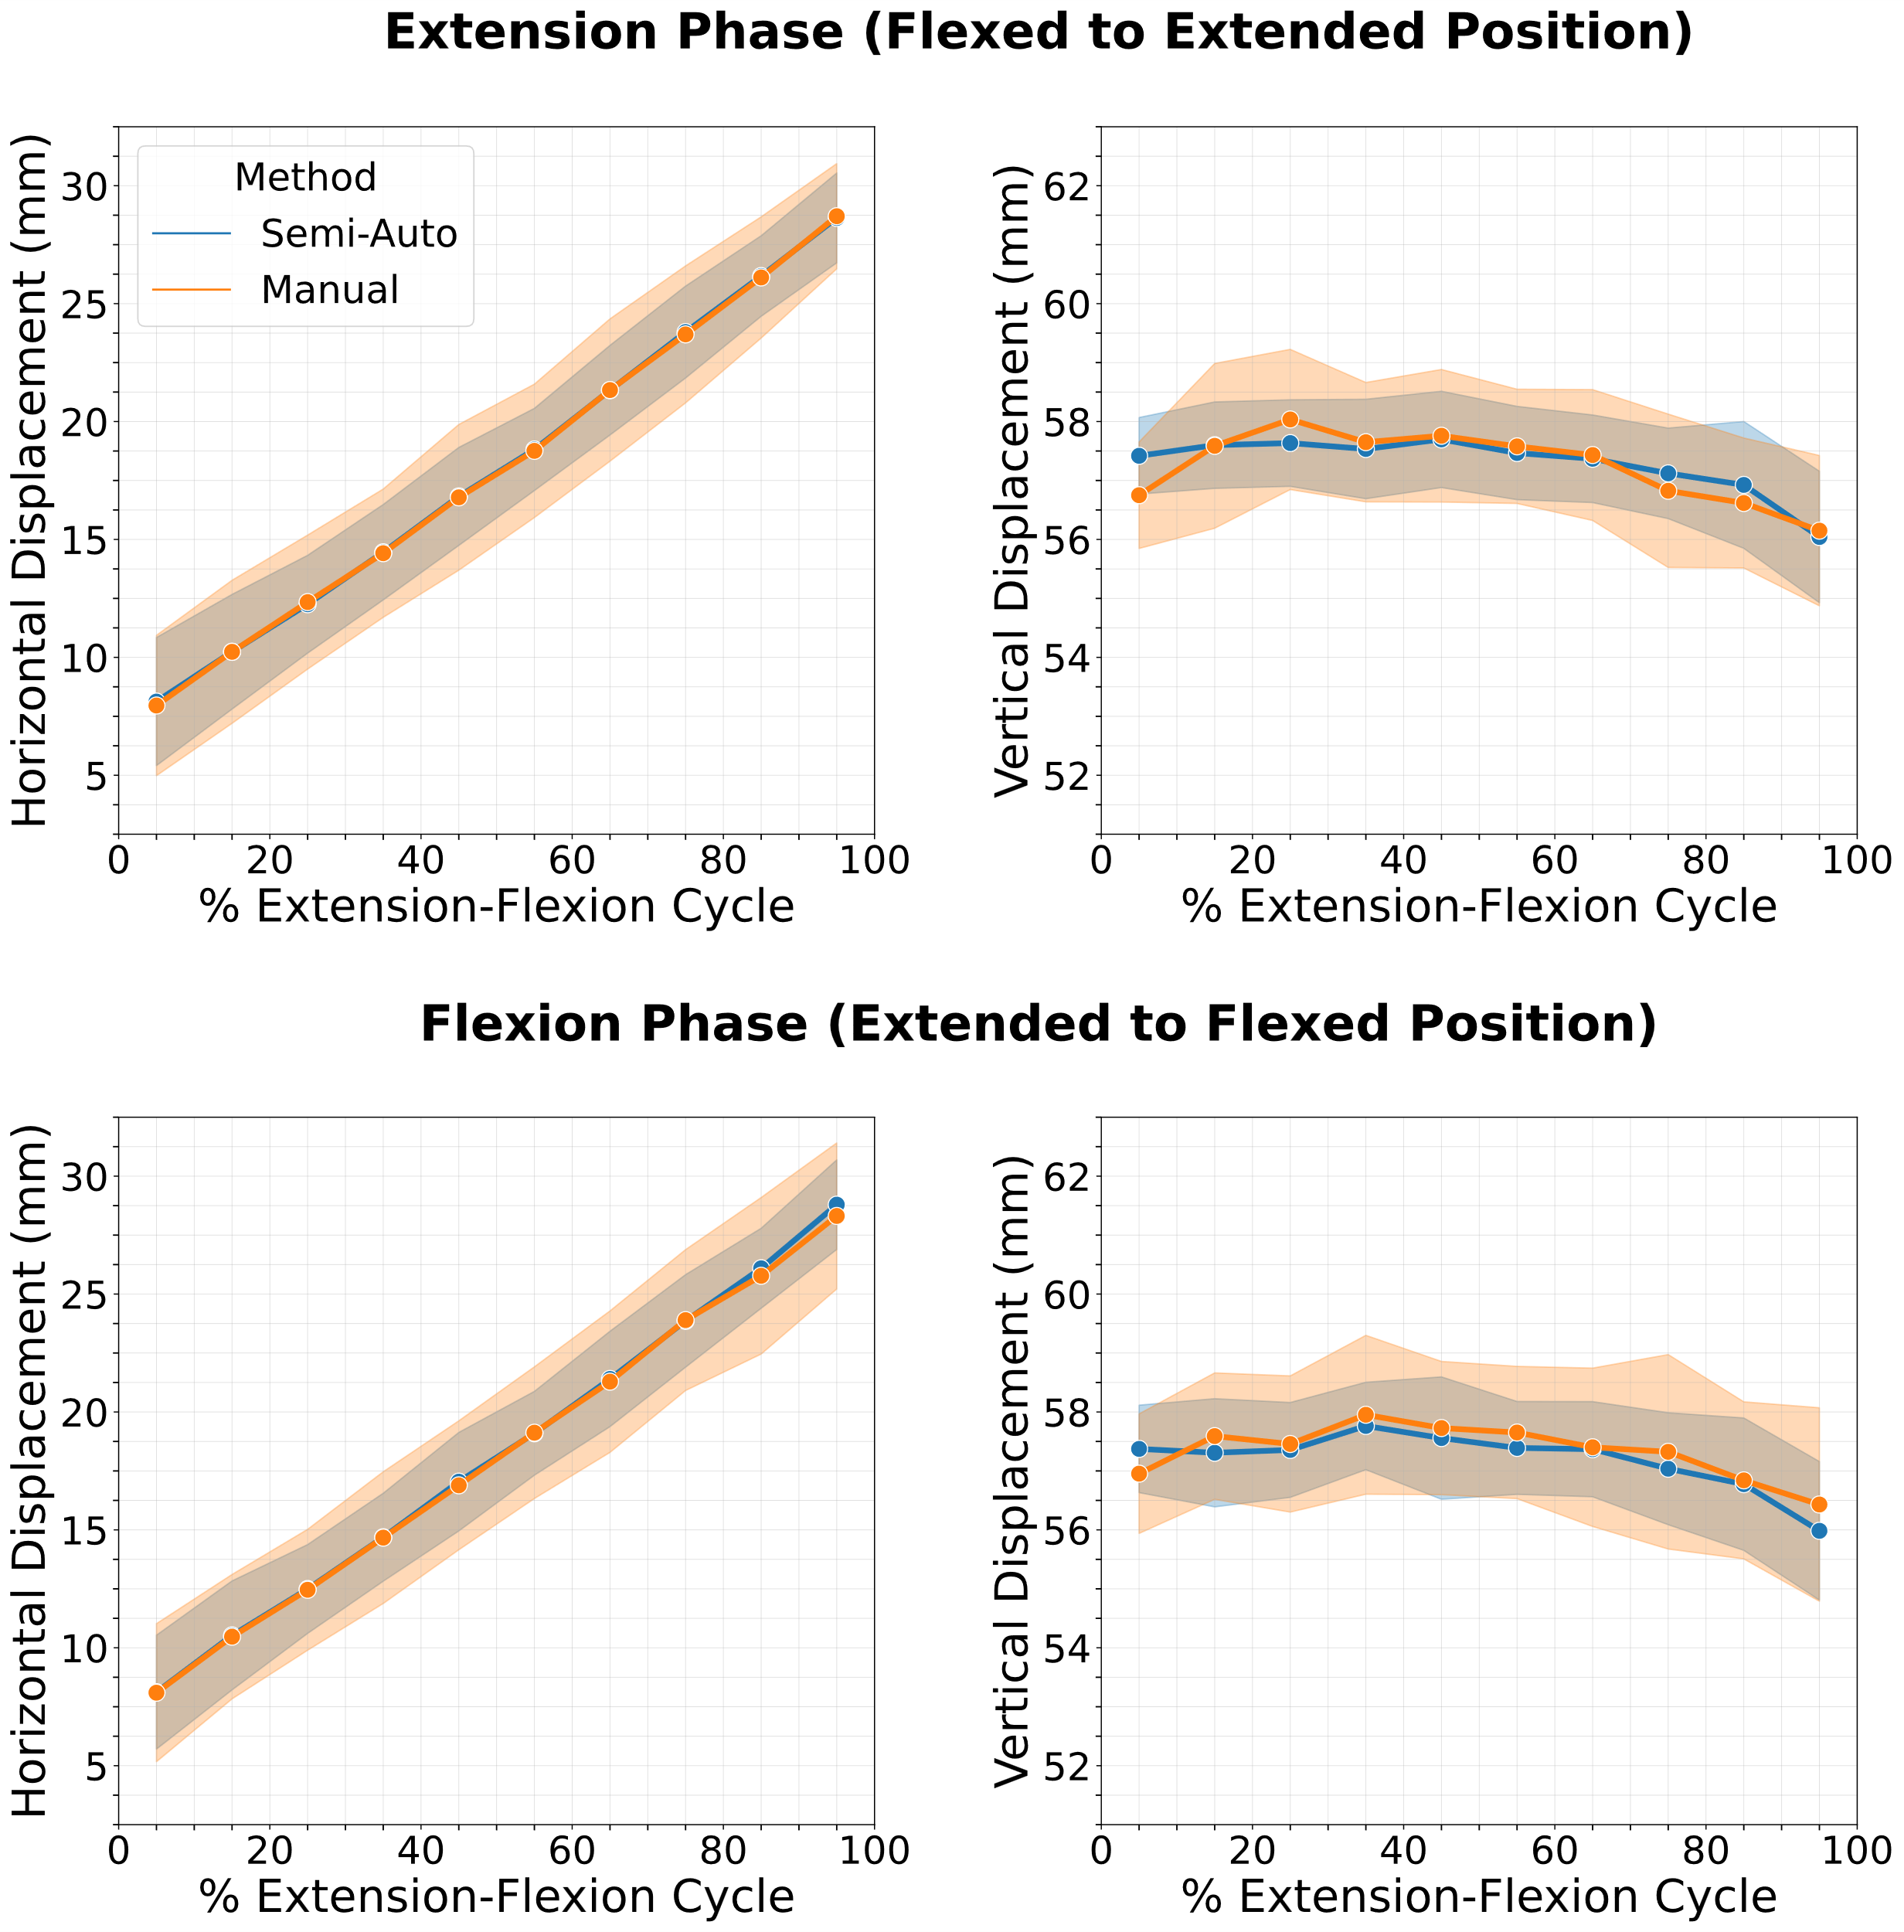 Extension Phase (Flexed to Extended Position)
Horizontal Displacement (mm)
30
25
20
15
10
5
Method
Semi-Auto
Manual
0 20 40 60 80 100
% Extension-Flexion Cycle
Vertical Displacement (mm)
62
60
58
56
54
52
0 20 40 60 80 100
% Extension-Flexion Cycle
Flexion Phase (Extended to Flexed Position)
Horizontal Displacement (mm)
30
25
20
15
10
5
0 20 40 60 80 100
% Extension-Flexion Cycle
Vertical Displacement (mm)
62
60
58
56
54
52
0 20 40 60 80 100
% Extension-Flexion Cycle